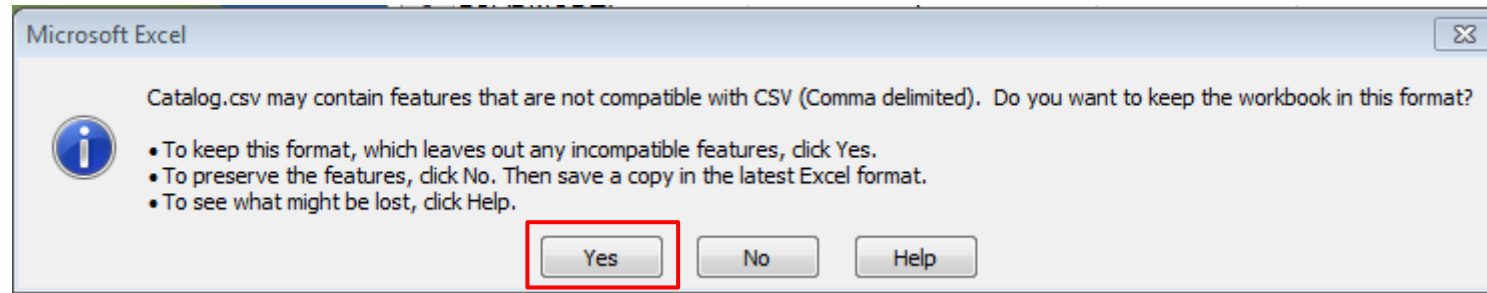 Microsoft Excel
Catalog.csv may contain features that are not compatible with CSV (Comma delimited).  Do you want to keep the workbook in this format?
• To keep this format, which leaves out any incompatible features, click Yes.
• To preserve the features, click No. Then save a copy in the latest Excel format.
• To see what might be lost, click Help.
Yes No Help